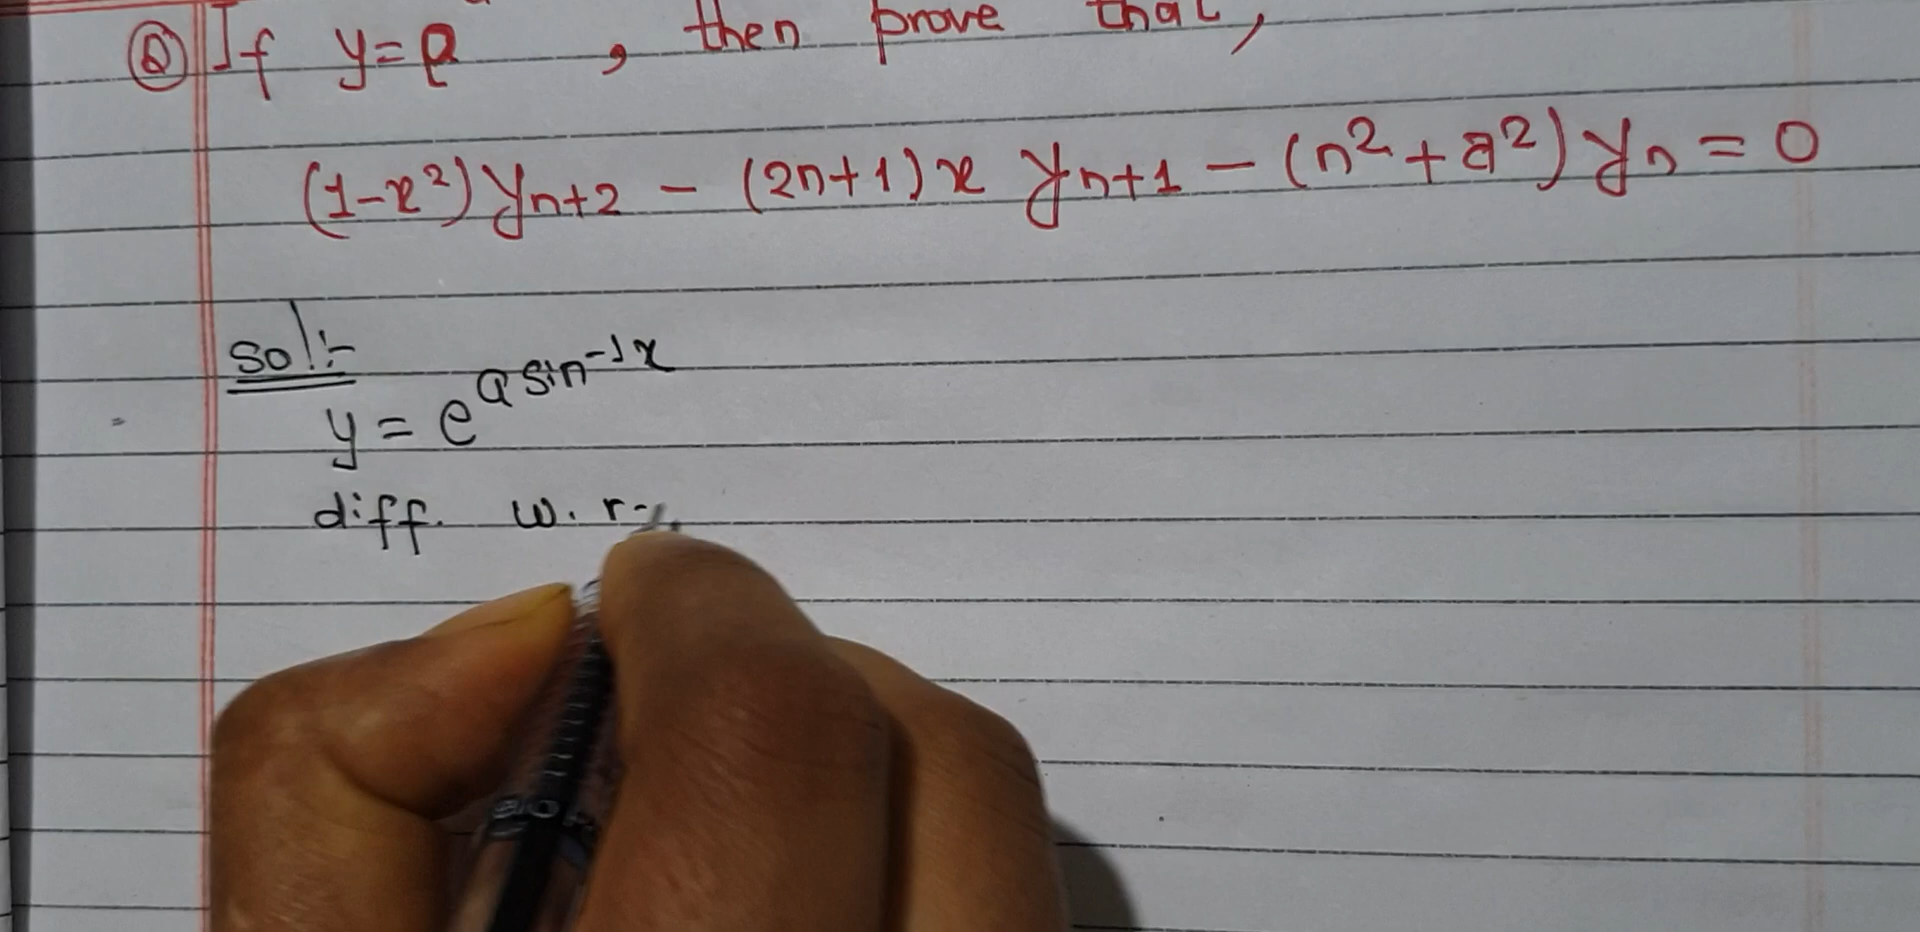 Q If y=e , then prove that,
(1-x²)yn+2 - (2n+1)x yn+1 - (n²+a²)yn = 0
Sol:-
y = e^a sin⁻¹x
diff. w.r.